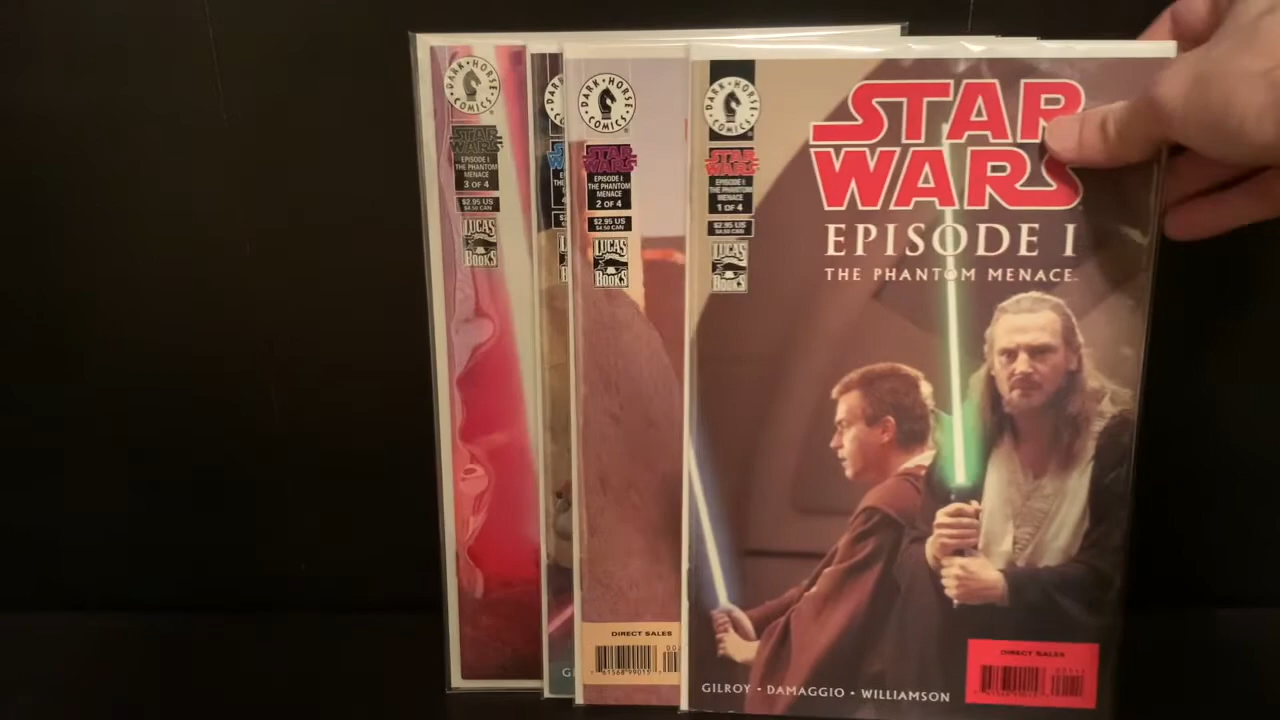 DARK HORSE COMICS
STAR WARS
EPISODE I:
THE PHANTOM
MENACE
3 OF 4
$2.95 US
$4.50 CAN
LUCAS
BOOKS
DARK HORSE COMICS
STAR WARS
EPISODE I:
THE PHANTOM
MENACE
2 OF 4
$2.95 US
$4.50 CAN
LUCAS
BOOKS
DIRECT SALES
DARK HORSE COMICS
STAR WARS
EPISODE I:
THE PHANTOM
MENACE
1 OF 4
$2.95 US
$4.50 CAN
LUCAS
BOOKS
STAR
WARS
EPISODE I
THE PHANTOM MENACE
GILROY • DAMAGGIO • WILLIAMSON
DIRECT SALES